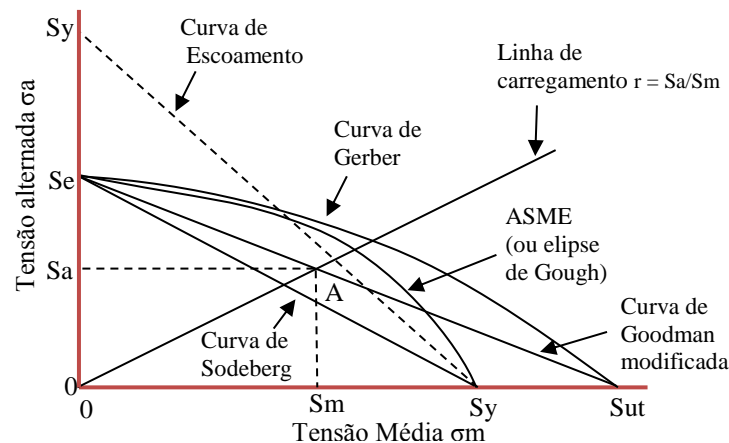 Sy
Curva de
Escoamento
Linha de
carregamento r = Sa/Sm
Curva de
Gerber
Tensão alternada σa
Se
ASME
(ou elipse
de Gough)
Sa
A
Curva de
Sodeberg
Curva de
Goodman
modificada
0
0
Sm
Sy
Sut
Tensão Média σm